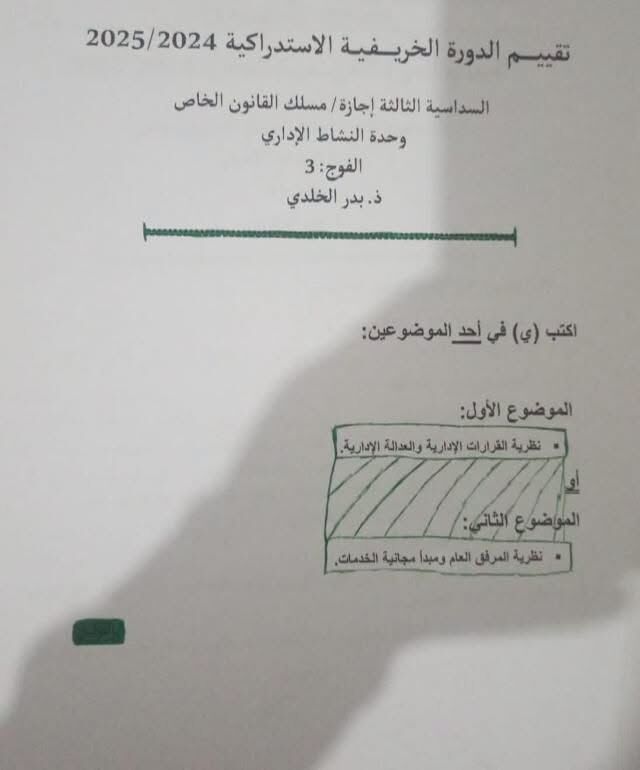 تقييم الدورة الخريفية الاستدراكية 2025/2024
السداسية الثالثة إجازة/ مسلك القانون الخاص
وحدة النشاط الإداري
الفوج: 3
ذ. بدر الخلدي
اكتب (ي) في أحد الموضوعين:
الموضوع الأول:
▪ نظرية القرارات الإدارية والعدالة الإدارية.
أو
الموضوع الثاني:
▪ نظرية المرفق العام ومبدأ مجانية الخدمات.